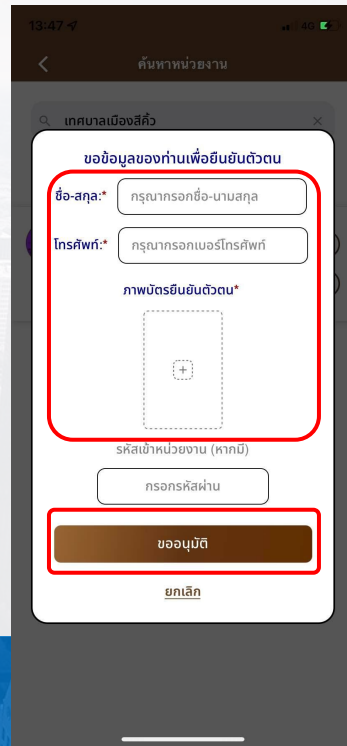 13:47
4G
ค้นหาหน่วยงาน
เทศบาลเมืองสีคิ้ว
ขอข้อมูลของท่านเพื่อยืนยันตัวตน
ชื่อ-สกุล:* กรุณากรอกชื่อ-นามสกุล
โทรศัพท์:* กรุณากรอกเบอร์โทรศัพท์
ภาพบัตรยืนยันตัวตน*
รหัสเข้าหน่วยงาน (หากมี)
กรอกรหัสผ่าน
ขออนุมัติ
ยกเลิก